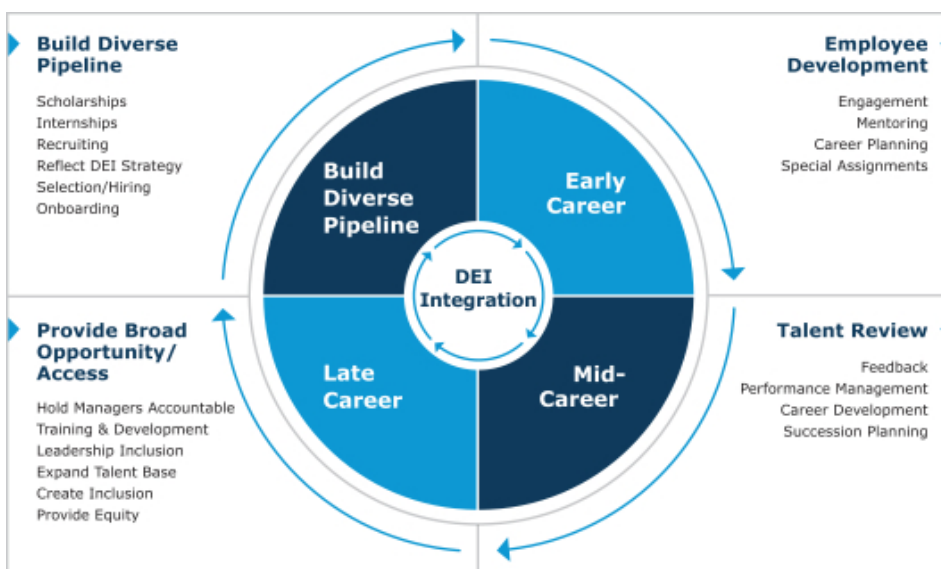 Build Diverse
Pipeline
Scholarships
Internships
Recruiting
Reflect DEI Strategy
Selection/Hiring
Onboarding
Employee
Development
Engagement
Mentoring
Career Planning
Special Assignments
Build
Diverse
Pipeline
Early
Career
DEI
Integration
Late
Career
Mid-
Career
Provide Broad
Opportunity/
Access
Hold Managers Accountable
Training & Development
Leadership Inclusion
Expand Talent Base
Create Inclusion
Provide Equity
Talent Review
Feedback
Performance Management
Career Development
Succession Planning